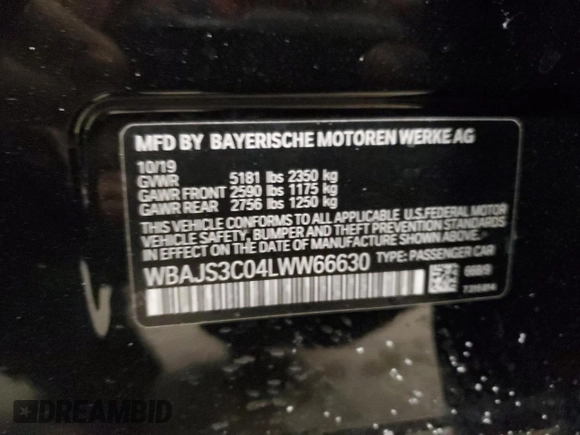 MFD BY BAYERISCHE MOTOREN WERKE AG
10/19
GVWR 5181 lbs 2350 kg
GAWR FRONT 2590 lbs 1175 kg
GAWR REAR 2756 lbs 1250 kg
THIS VEHICLE CONFORMS TO ALL APPLICABLE U.S.FEDERAL MOTOR
VEHICLE SAFETY, BUMPER AND THEFT PREVENTION STANDARDS
IN EFFECT ON THE DATE OF MANUFACTURE SHOWN ABOVE.
WBAJS3C04LWW66630 TYPE: PASSENGER CAR
DREAMBID